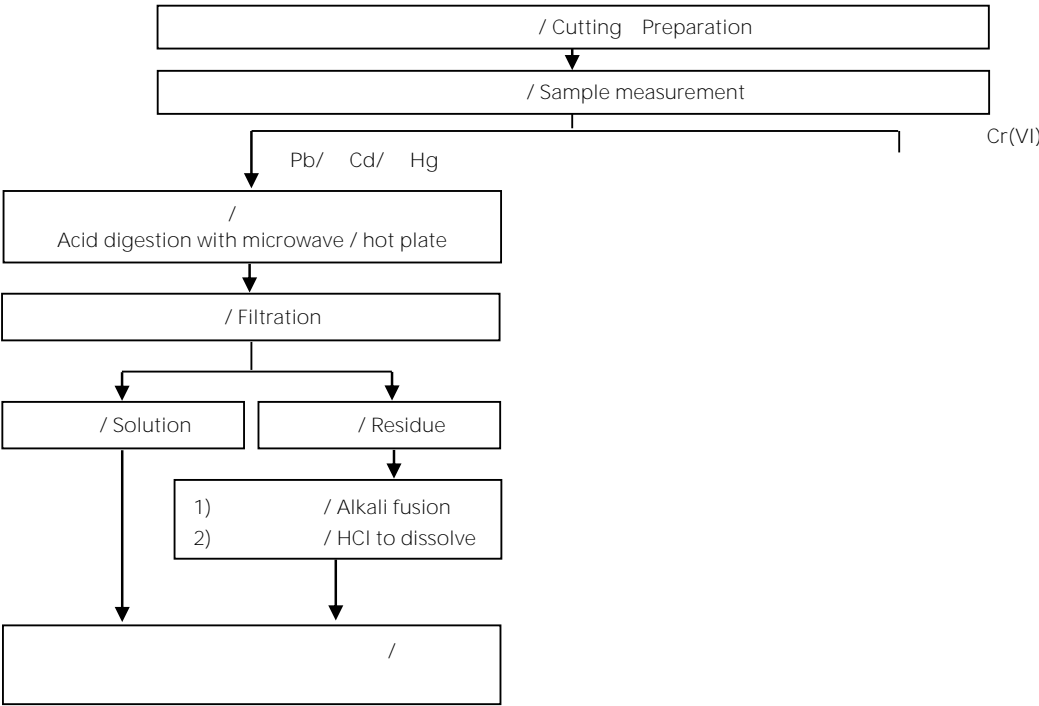 / Cutting Preparation
/ Sample measurement
Cr(VI)
Pb/ Cd/ Hg
/
Acid digestion with microwave / hot plate
/ Filtration
/ Solution
/ Residue
1) / Alkali fusion
2) / HCl to dissolve
/